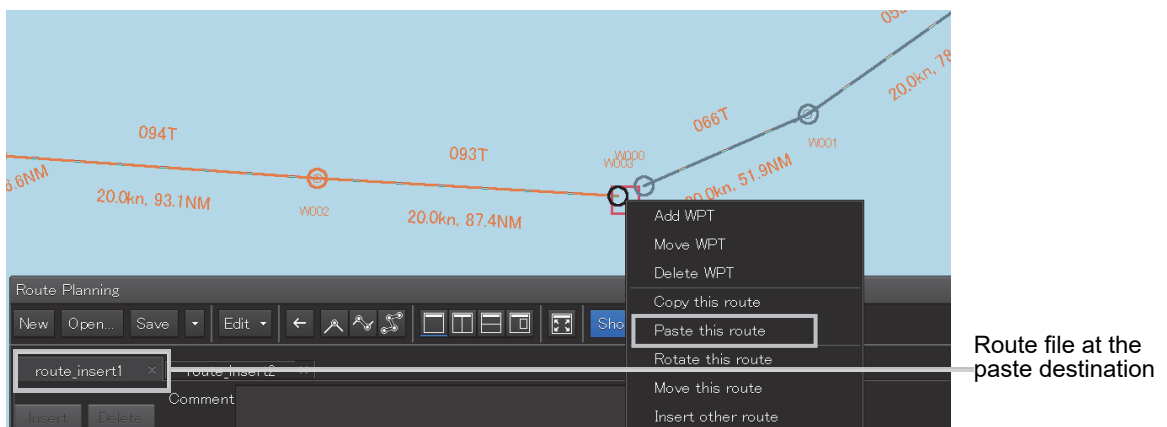 05
20.0kn, 78
066T
W001
094T
093T
W000
W003
51.9NM
6.6NM
20.0kn, 93.1NM
W002
20.0kn, 87.4NM
Add WPT
Move WPT
Delete WPT
Copy this route
Paste this route
Rotate this route
Move this route
Insert other route
Route Planning
New Open... Save Edit Sho
route_insert1 × route_insert2 ×
Comment
Insert Delete
Route file at the
paste destination